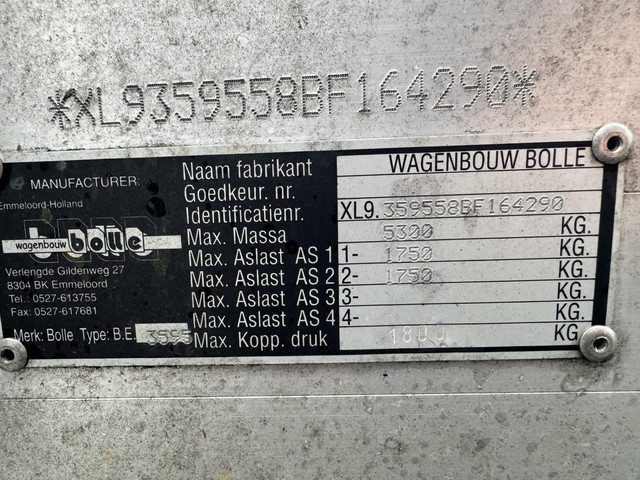 *XL9359558BF164290*
MANUFACTURER:
Emmeloord-Holland
wagenbouw bolle
Verlengde Gildenweg 27
8304 BK Emmeloord
Tel.: 0527-613755
Fax: 0527-617681
Merk: Bolle Type: B.E. 3595
Naam fabrikant WAGENBOUW BOLLE
Goedkeur. nr.
Identificatienr. XL9.359558BF164290
Max. Massa 5300 KG.
Max. Aslast AS 1 1- 1750 KG.
Max. Aslast AS 2 2- 1750 KG.
Max. Aslast AS 3 3- KG.
Max. Aslast AS 4 4- KG.
Max. Kopp. druk 1800 KG.